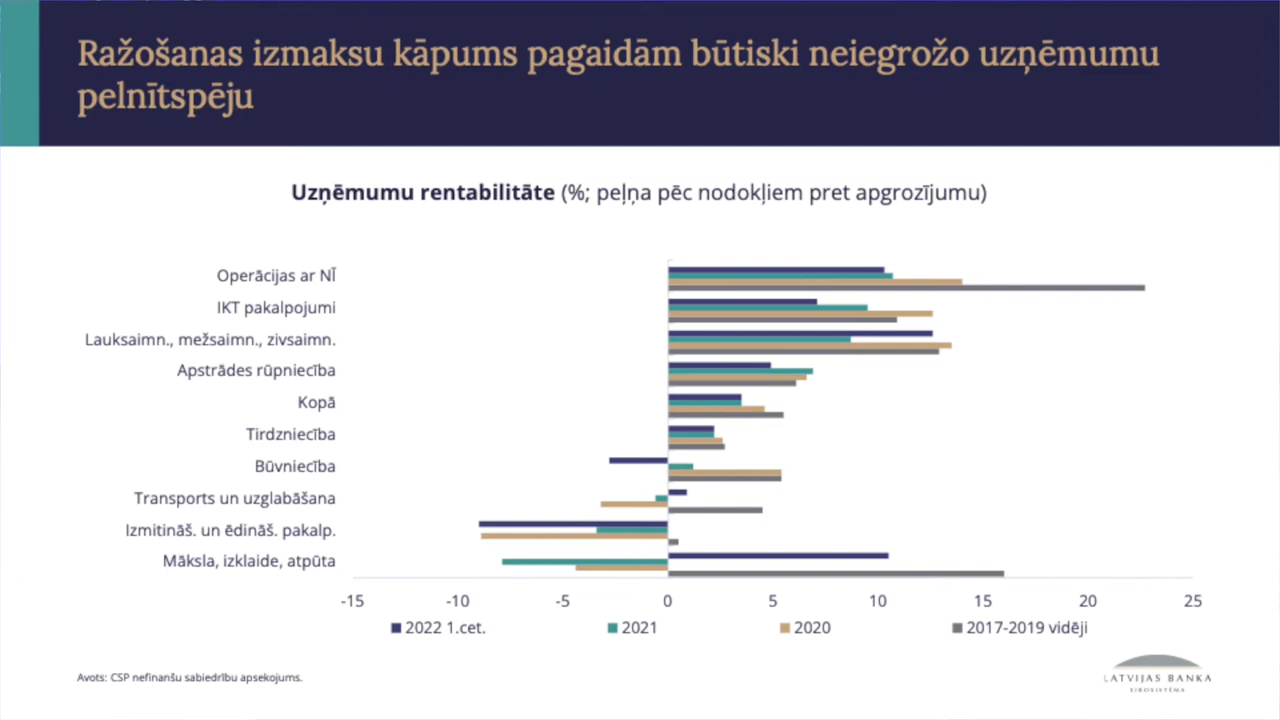 Ražošanas izmaksu kāpums pagaidām būtiski neiegrožo uzņēmumu
pelnītspēju
Uzņēmumu rentabilitāte (%; peļņa pēc nodokļiem pret apgrozījumu)
Operācijas ar NĪ
IKT pakalpojumi
Lauksaimn., mežsaimn., zivsaimn.
Apstrādes rūpniecība
Kopā
Tirdzniecība
Būvniecība
Transports un uzglabāšana
Izmitināš. un ēdināš. pakalp.
Māksla, izklaide, atpūta
-15 -10 -5 0 5 10 15 20 25
2022 1.cet. 2021 2020 2017-2019 vidēji
Avots: CSP nefinanšu sabiedrību apsekojums.
LATVIJAS BANKA
EIROSISTĒMA